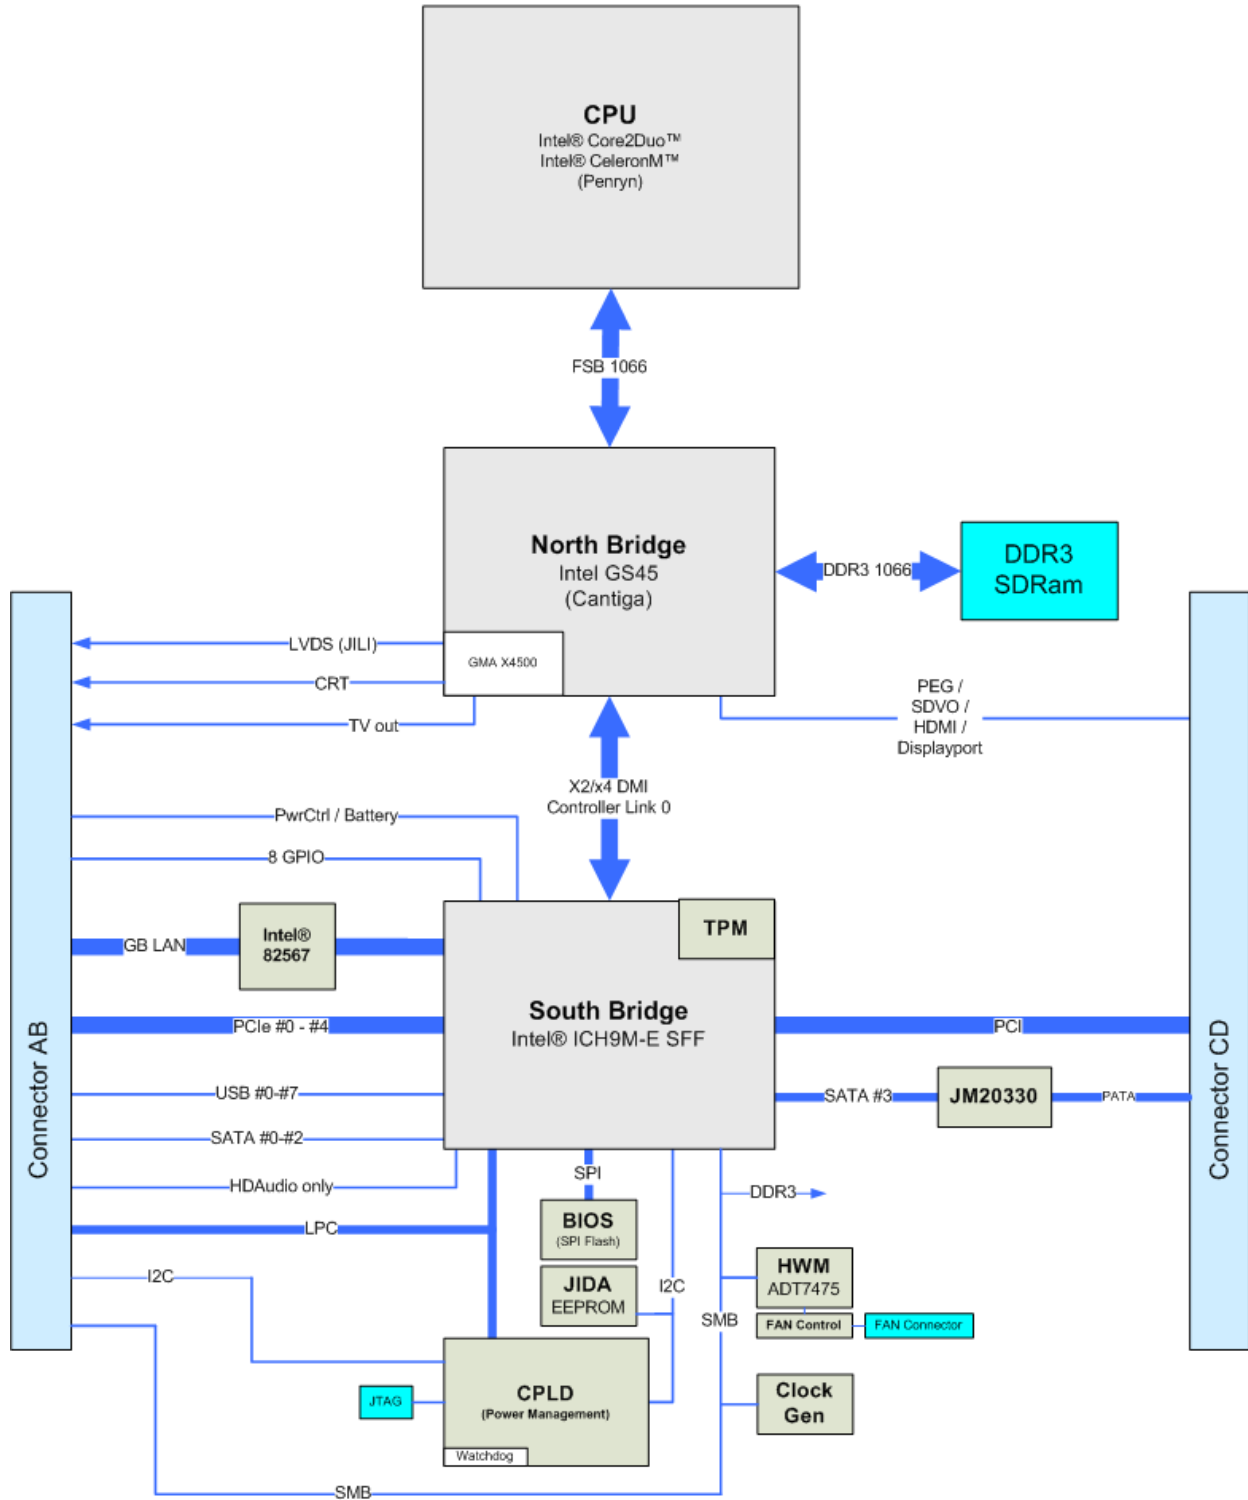 CPU
Intel® Core2Duo™
Intel® CeleronM™
(Penryn)
FSB 1066
North Bridge
Intel GS45
(Cantiga)
GMA X4500
DDR3 1066
DDR3
SDRam
LVDS (JILI)
CRT
TV out
PEG /
SDVO /
HDMI /
Displayport
X2/x4 DMI
Controller Link 0
PwrCtrl / Battery
8 GPIO
GB LAN
Intel®
82567
TPM
South Bridge
Intel® ICH9M-E SFF
PCIe #0 - #4
PCI
USB #0-#7
SATA #3
JM20330
PATA
SATA #0-#2
HDAudio only
LPC
I2C
Connector AB
Connector CD
SPI
BIOS
(SPI Flash)
JIDA
EEPROM
I2C
DDR3
SMB
HWM
ADT7475
FAN Control
FAN Connector
Clock
Gen
CPLD
(Power Management)
Watchdog
JTAG
SMB